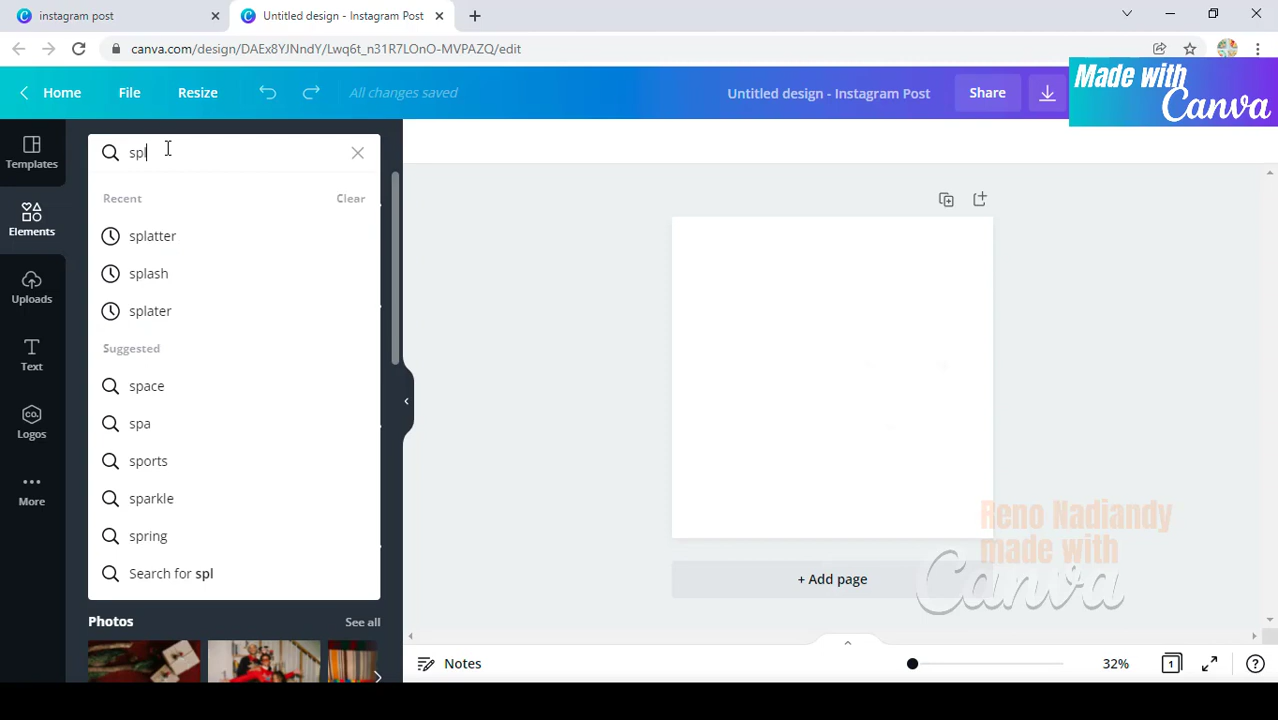 instagram post
Untitled design - Instagram Post
canva.com/design/DAEx8YJNndY/Lwq6t_n31R7LOnO-MVPAZQ/edit
Home
File
Resize
All changes saved
Untitled design - Instagram Post
Share
Made with
Canva
Templates
Elements
Uploads
Text
CO.
Logos
More
spl
Recent
Clear
splatter
splash
splater
Suggested
space
spa
sports
sparkle
spring
Search for spl
Photos
See all
+ Add page
Reno Nadiandy
made with
Canva
Notes
32%
1